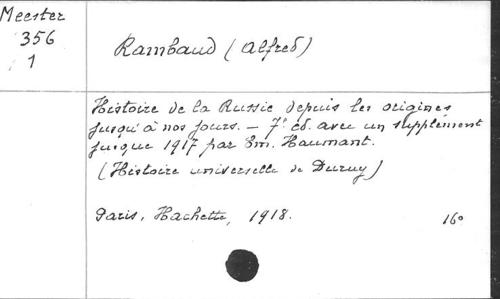 Meester
356
1
Rambaud (Alfred)
Histoire de la Russie depuis les origines
jusqu'à nos jours. - 7e éd. avec un supplément
jusque 1917 par Em. Haumant.
(Histoire universelle de Duruy)
Paris, Hachette, 1918. 16o